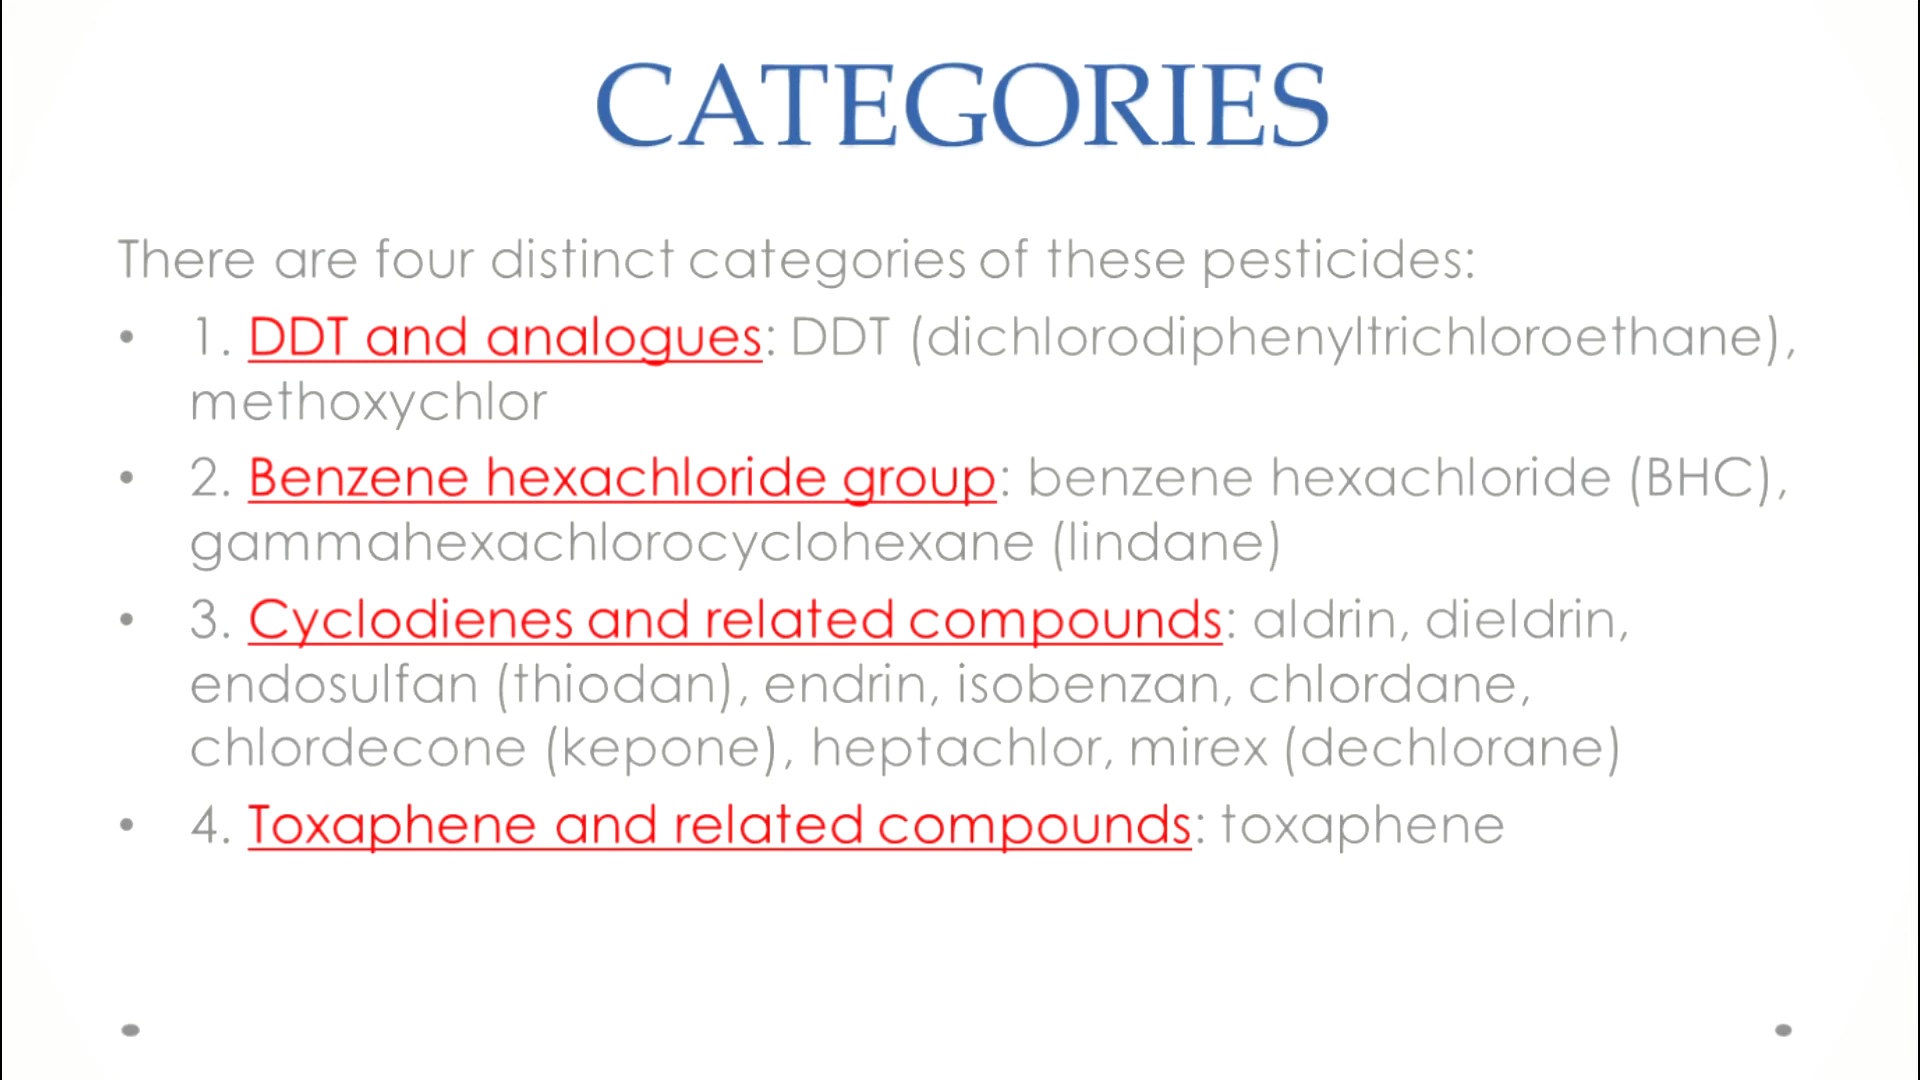 CATEGORIES
There are four distinct categories of these pesticides:
• 1. DDT and analogues: DDT (dichlorodiphenyltrichloroethane),
methoxychlor
• 2. Benzene hexachloride group: benzene hexachloride (BHC),
gammahexachlorocyclohexane (lindane)
• 3. Cyclodienes and related compounds: aldrin, dieldrin,
endosulfan (thiodan), endrin, isobenzan, chlordane,
chlordecone (kepone), heptachlor, mirex (dechlorane)
• 4. Toxaphene and related compounds: toxaphene